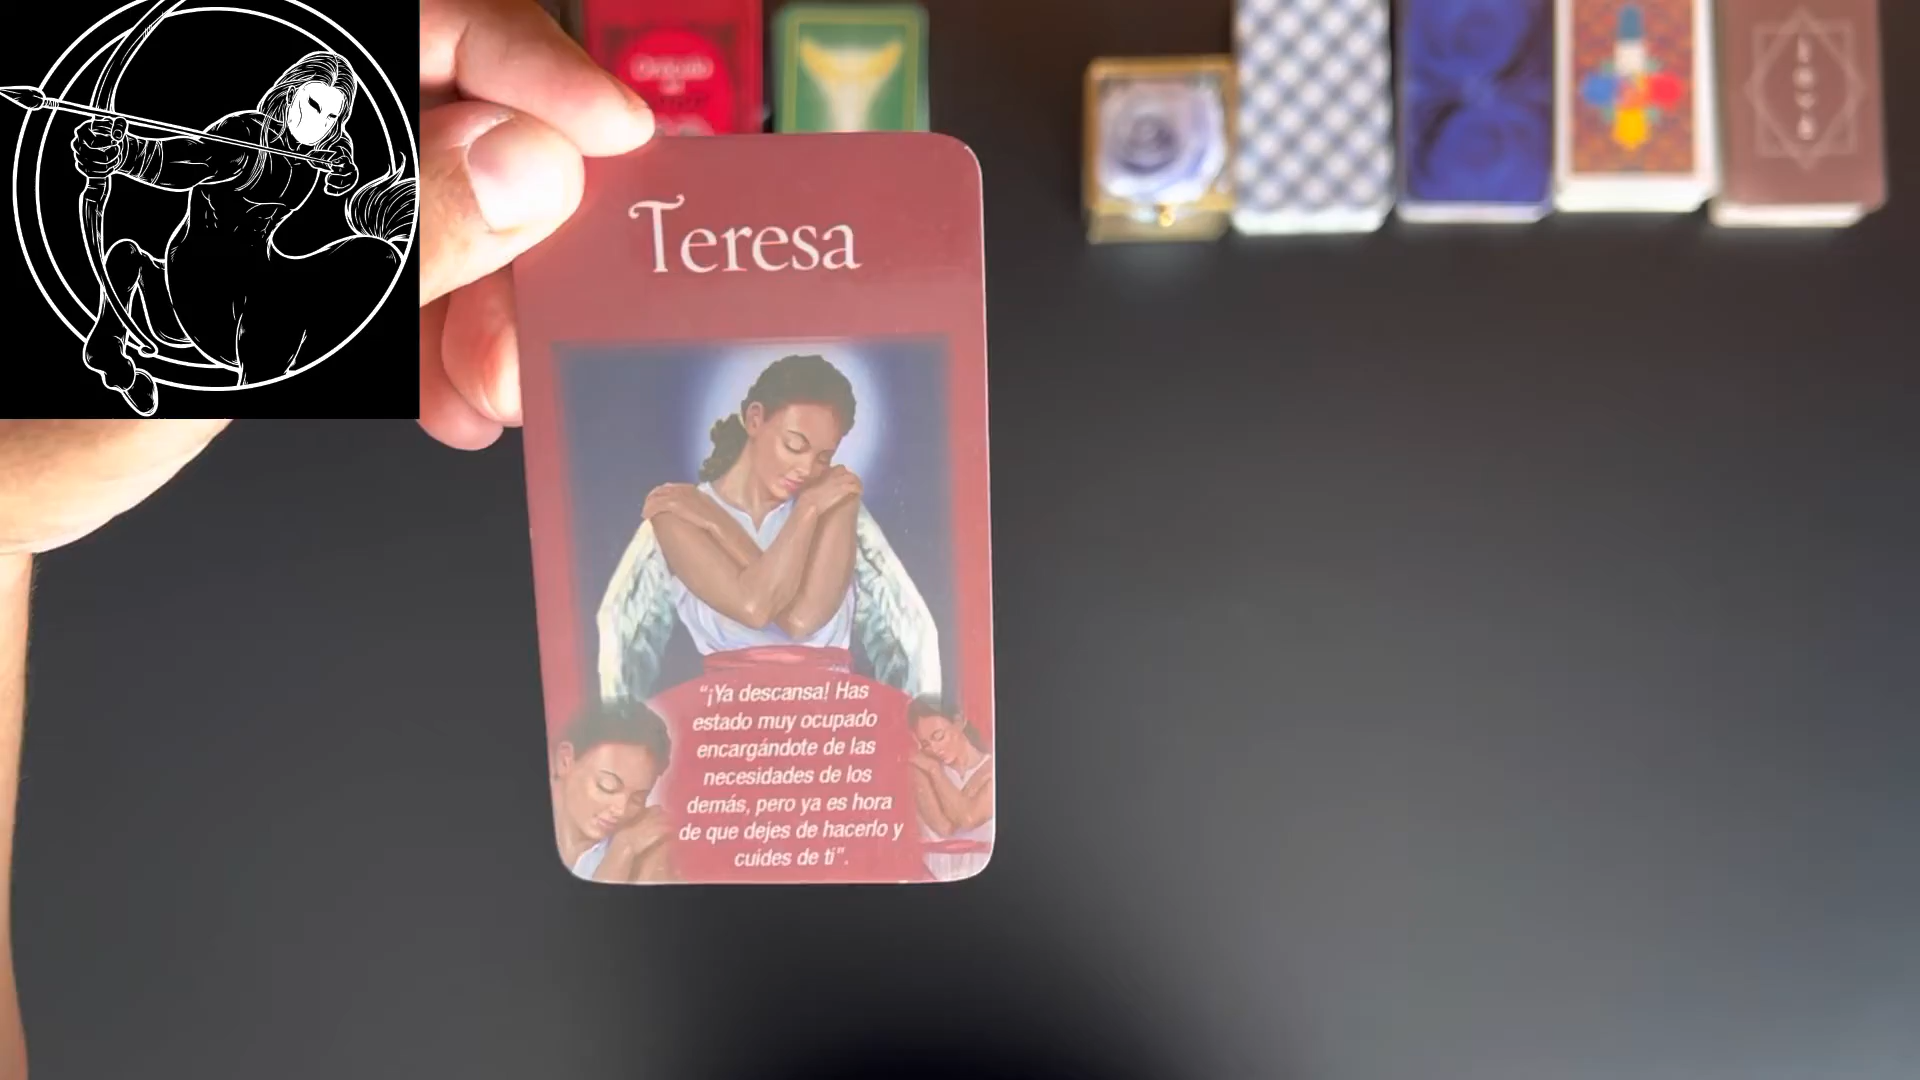 Teresa
“¡Ya descansa! Has
estado muy ocupado
encargándote de las
necesidades de los
demás, pero ya es hora
de que dejes de hacerlo y
cuides de ti”.